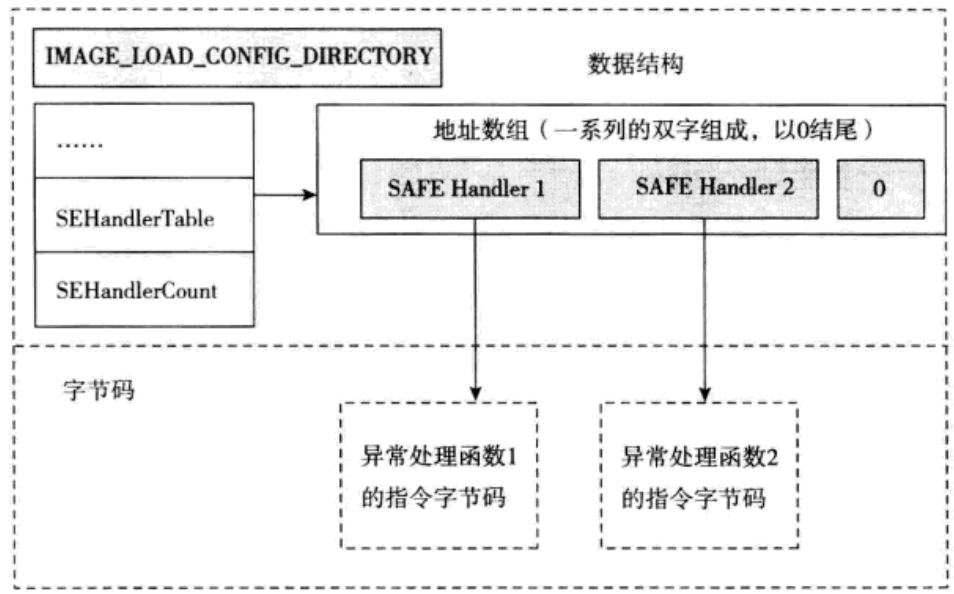 IMAGE_LOAD_CONFIG_DIRECTORY
数据结构
……
SEHandlerTable
SEHandlerCount
地址数组（一系列的双字组成，以0结尾）
SAFE Handler 1
SAFE Handler 2
0
字节码
异常处理函数1
的指令字节码
异常处理函数2
的指令字节码